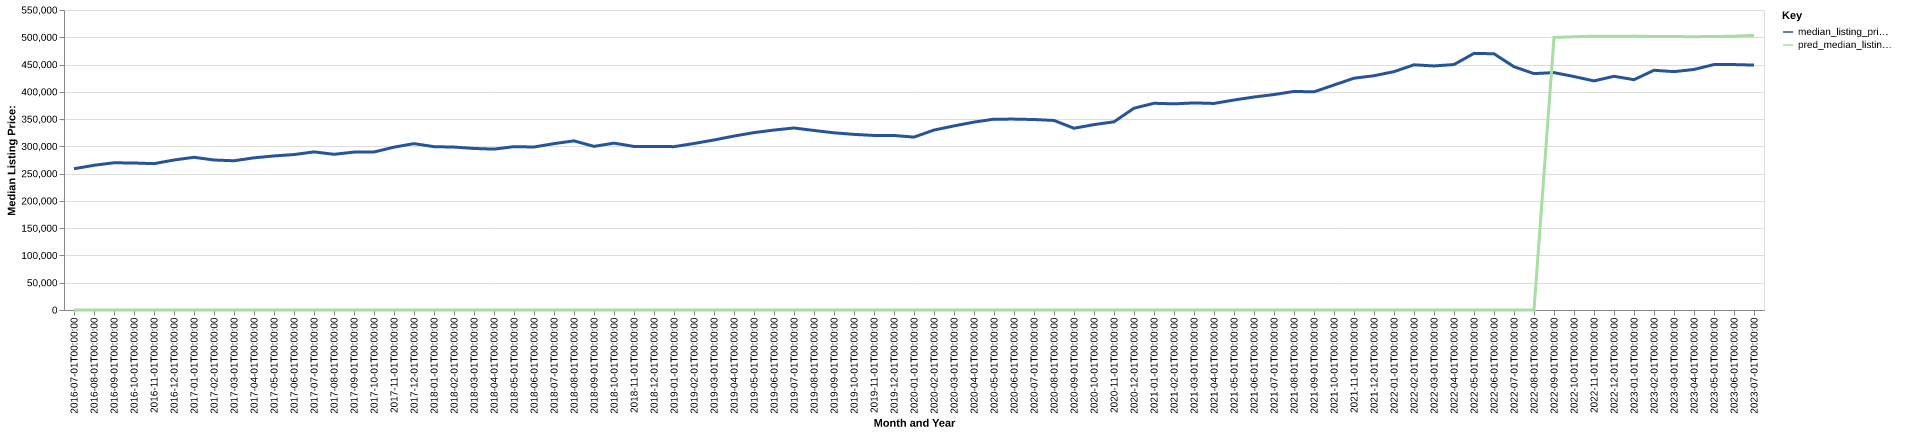 550,000
500,000
450,000
400,000
350,000
300,000
250,000
200,000
150,000
100,000
50,000
0
Median Listing Price:
2016-07-01T00:00:00
2016-08-01T00:00:00
2016-09-01T00:00:00
2016-10-01T00:00:00
2016-11-01T00:00:00
2016-12-01T00:00:00
2017-01-01T00:00:00
2017-02-01T00:00:00
2017-03-01T00:00:00
2017-04-01T00:00:00
2017-05-01T00:00:00
2017-06-01T00:00:00
2017-07-01T00:00:00
2017-08-01T00:00:00
2017-09-01T00:00:00
2017-10-01T00:00:00
2017-11-01T00:00:00
2017-12-01T00:00:00
2018-01-01T00:00:00
2018-02-01T00:00:00
2018-03-01T00:00:00
2018-04-01T00:00:00
2018-05-01T00:00:00
2018-06-01T00:00:00
2018-07-01T00:00:00
2018-08-01T00:00:00
2018-09-01T00:00:00
2018-10-01T00:00:00
2018-11-01T00:00:00
2018-12-01T00:00:00
2019-01-01T00:00:00
2019-02-01T00:00:00
2019-03-01T00:00:00
2019-04-01T00:00:00
2019-05-01T00:00:00
2019-06-01T00:00:00
2019-07-01T00:00:00
2019-08-01T00:00:00
2019-09-01T00:00:00
2019-10-01T00:00:00
2019-11-01T00:00:00
2019-12-01T00:00:00
2020-01-01T00:00:00
2020-02-01T00:00:00
2020-03-01T00:00:00
2020-04-01T00:00:00
2020-05-01T00:00:00
2020-06-01T00:00:00
2020-07-01T00:00:00
2020-08-01T00:00:00
2020-09-01T00:00:00
2020-10-01T00:00:00
2020-11-01T00:00:00
2020-12-01T00:00:00
2021-01-01T00:00:00
2021-02-01T00:00:00
2021-03-01T00:00:00
2021-04-01T00:00:00
2021-05-01T00:00:00
2021-06-01T00:00:00
2021-07-01T00:00:00
2021-08-01T00:00:00
2021-09-01T00:00:00
2021-10-01T00:00:00
2021-11-01T00:00:00
2021-12-01T00:00:00
2022-01-01T00:00:00
2022-02-01T00:00:00
2022-03-01T00:00:00
2022-04-01T00:00:00
2022-05-01T00:00:00
2022-06-01T00:00:00
2022-07-01T00:00:00
2022-08-01T00:00:00
2022-09-01T00:00:00
2022-10-01T00:00:00
2022-11-01T00:00:00
2022-12-01T00:00:00
2023-01-01T00:00:00
2023-02-01T00:00:00
2023-03-01T00:00:00
2023-04-01T00:00:00
2023-05-01T00:00:00
2023-06-01T00:00:00
2023-07-01T00:00:00
Month and Year
Key
median_listing_pri…
pred_median_listin…